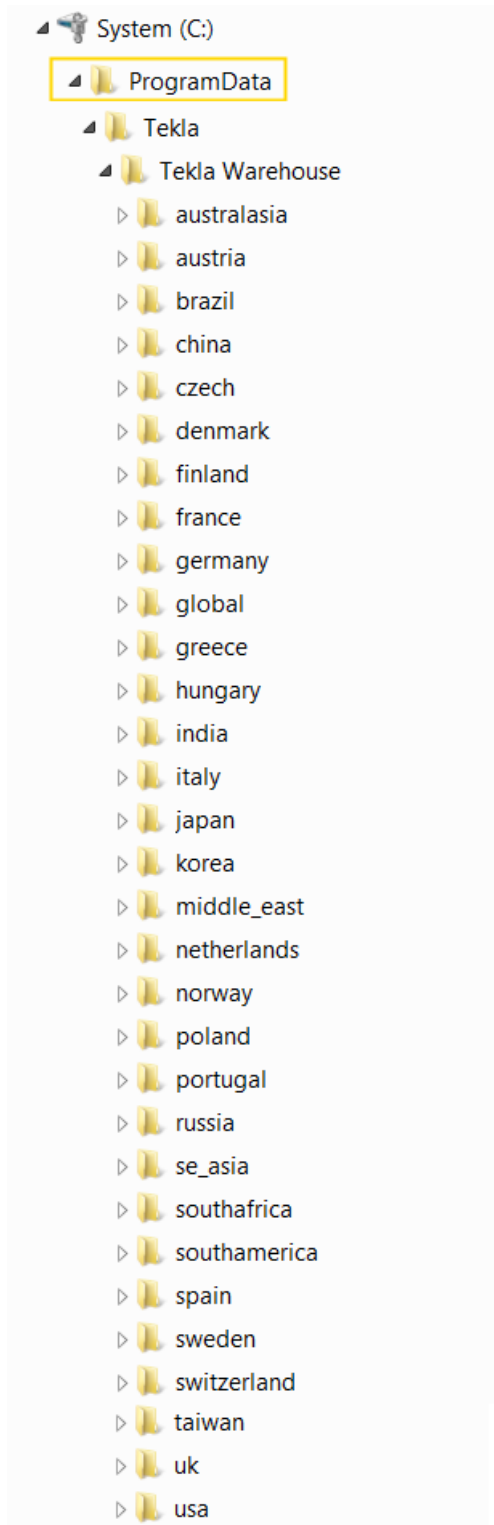 System (C:)
ProgramData
Tekla
Tekla Warehouse
australasia
austria
brazil
china
czech
denmark
finland
france
germany
global
greece
hungary
india
italy
japan
korea
middle_east
netherlands
norway
poland
portugal
russia
se_asia
southafrica
southamerica
spain
sweden
switzerland
taiwan
uk
usa